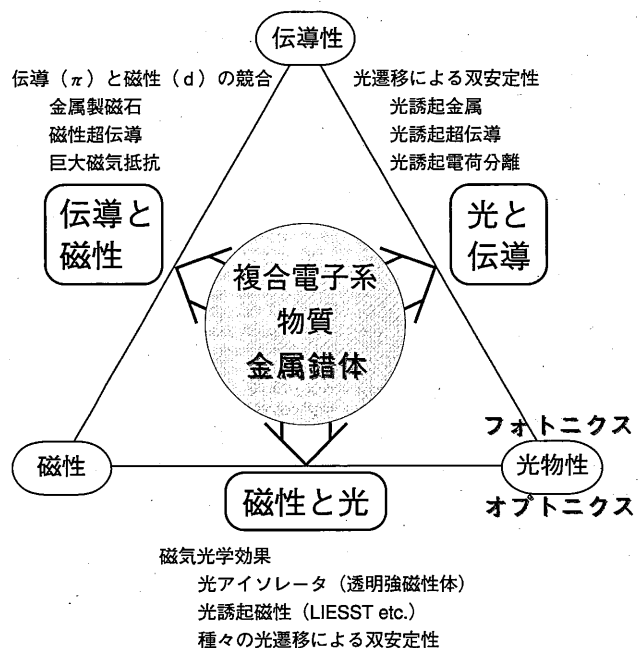 伝導性
伝導（π）と磁性（d）の競合
金属製磁石
磁性超伝導
巨大磁気抵抗
光遷移による双安定性
光誘起金属
光誘起超伝導
光誘起電荷分離
伝導と
磁性
光と
伝導
複合電子系
物質
金属錯体
磁性
フォトニクス
光物性
オプトニクス
磁性と光
磁気光学効果
光アイソレータ（透明強磁性体）
光誘起磁性（LIESST etc.）
種々の光遷移による双安定性